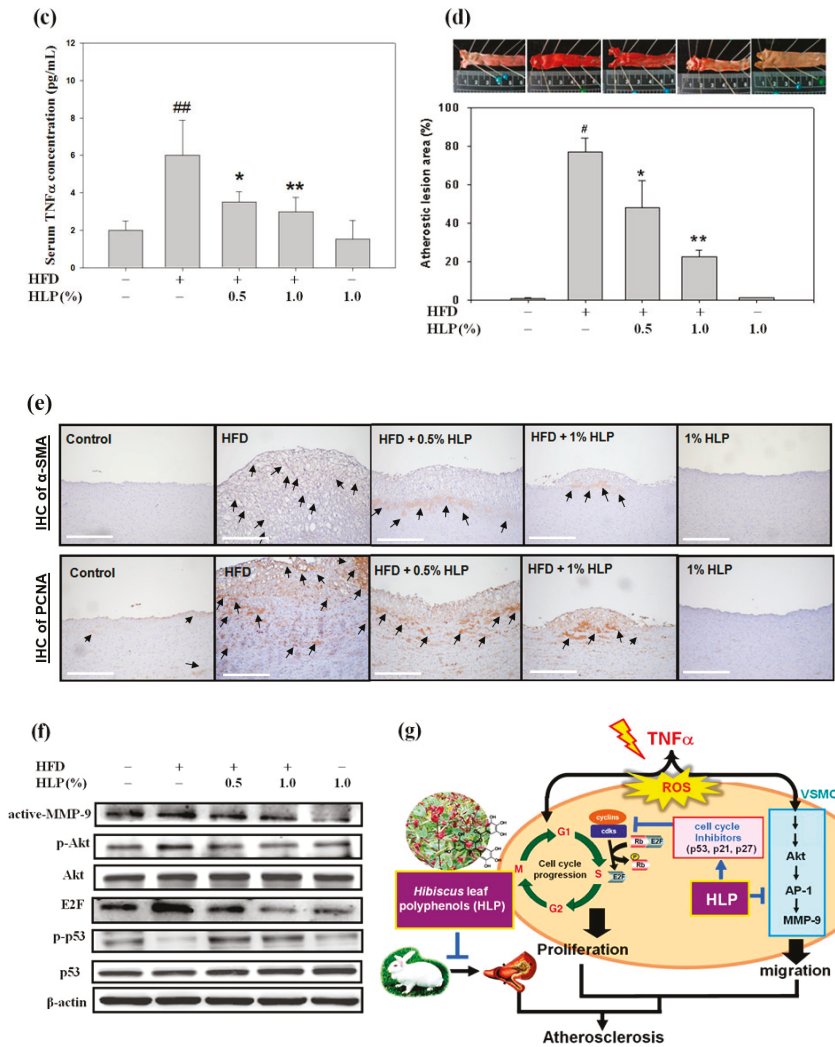 (c)
Serum TNFα concentration (pg/mL)
12
10
8
6
4
2
0
##
*
**
HFD – + + + –
HLP(%) – – 0.5 1.0 1.0
(d)
Atherostic lesion area (%)
100
80
60
40
20
0
#
*
**
HFD – + + + –
HLP(%) – – 0.5 1.0 1.0
(e)
IHC of α-SMA
Control
HFD
HFD + 0.5% HLP
HFD + 1% HLP
1% HLP
IHC of PCNA
Control
HFD
HFD + 0.5% HLP
HFD + 1% HLP
1% HLP
(f)
HFD – + + + –
HLP(%) – – 0.5 1.0 1.0
active-MMP-9
p-Akt
Akt
E2F
p-p53
p53
β-actin
(g)
TNFα
ROS
VSMC
cyclins
cdks
Rb E2F
P
Rb
E2F
G1
S
G2
M
Cell cycle
progression
cell cycle
Inhibitors
(p53, p21, p27)
HLP
Akt
AP-1
MMP-9
Hibiscus leaf
polyphenols (HLP)
Proliferation
migration
Atherosclerosis